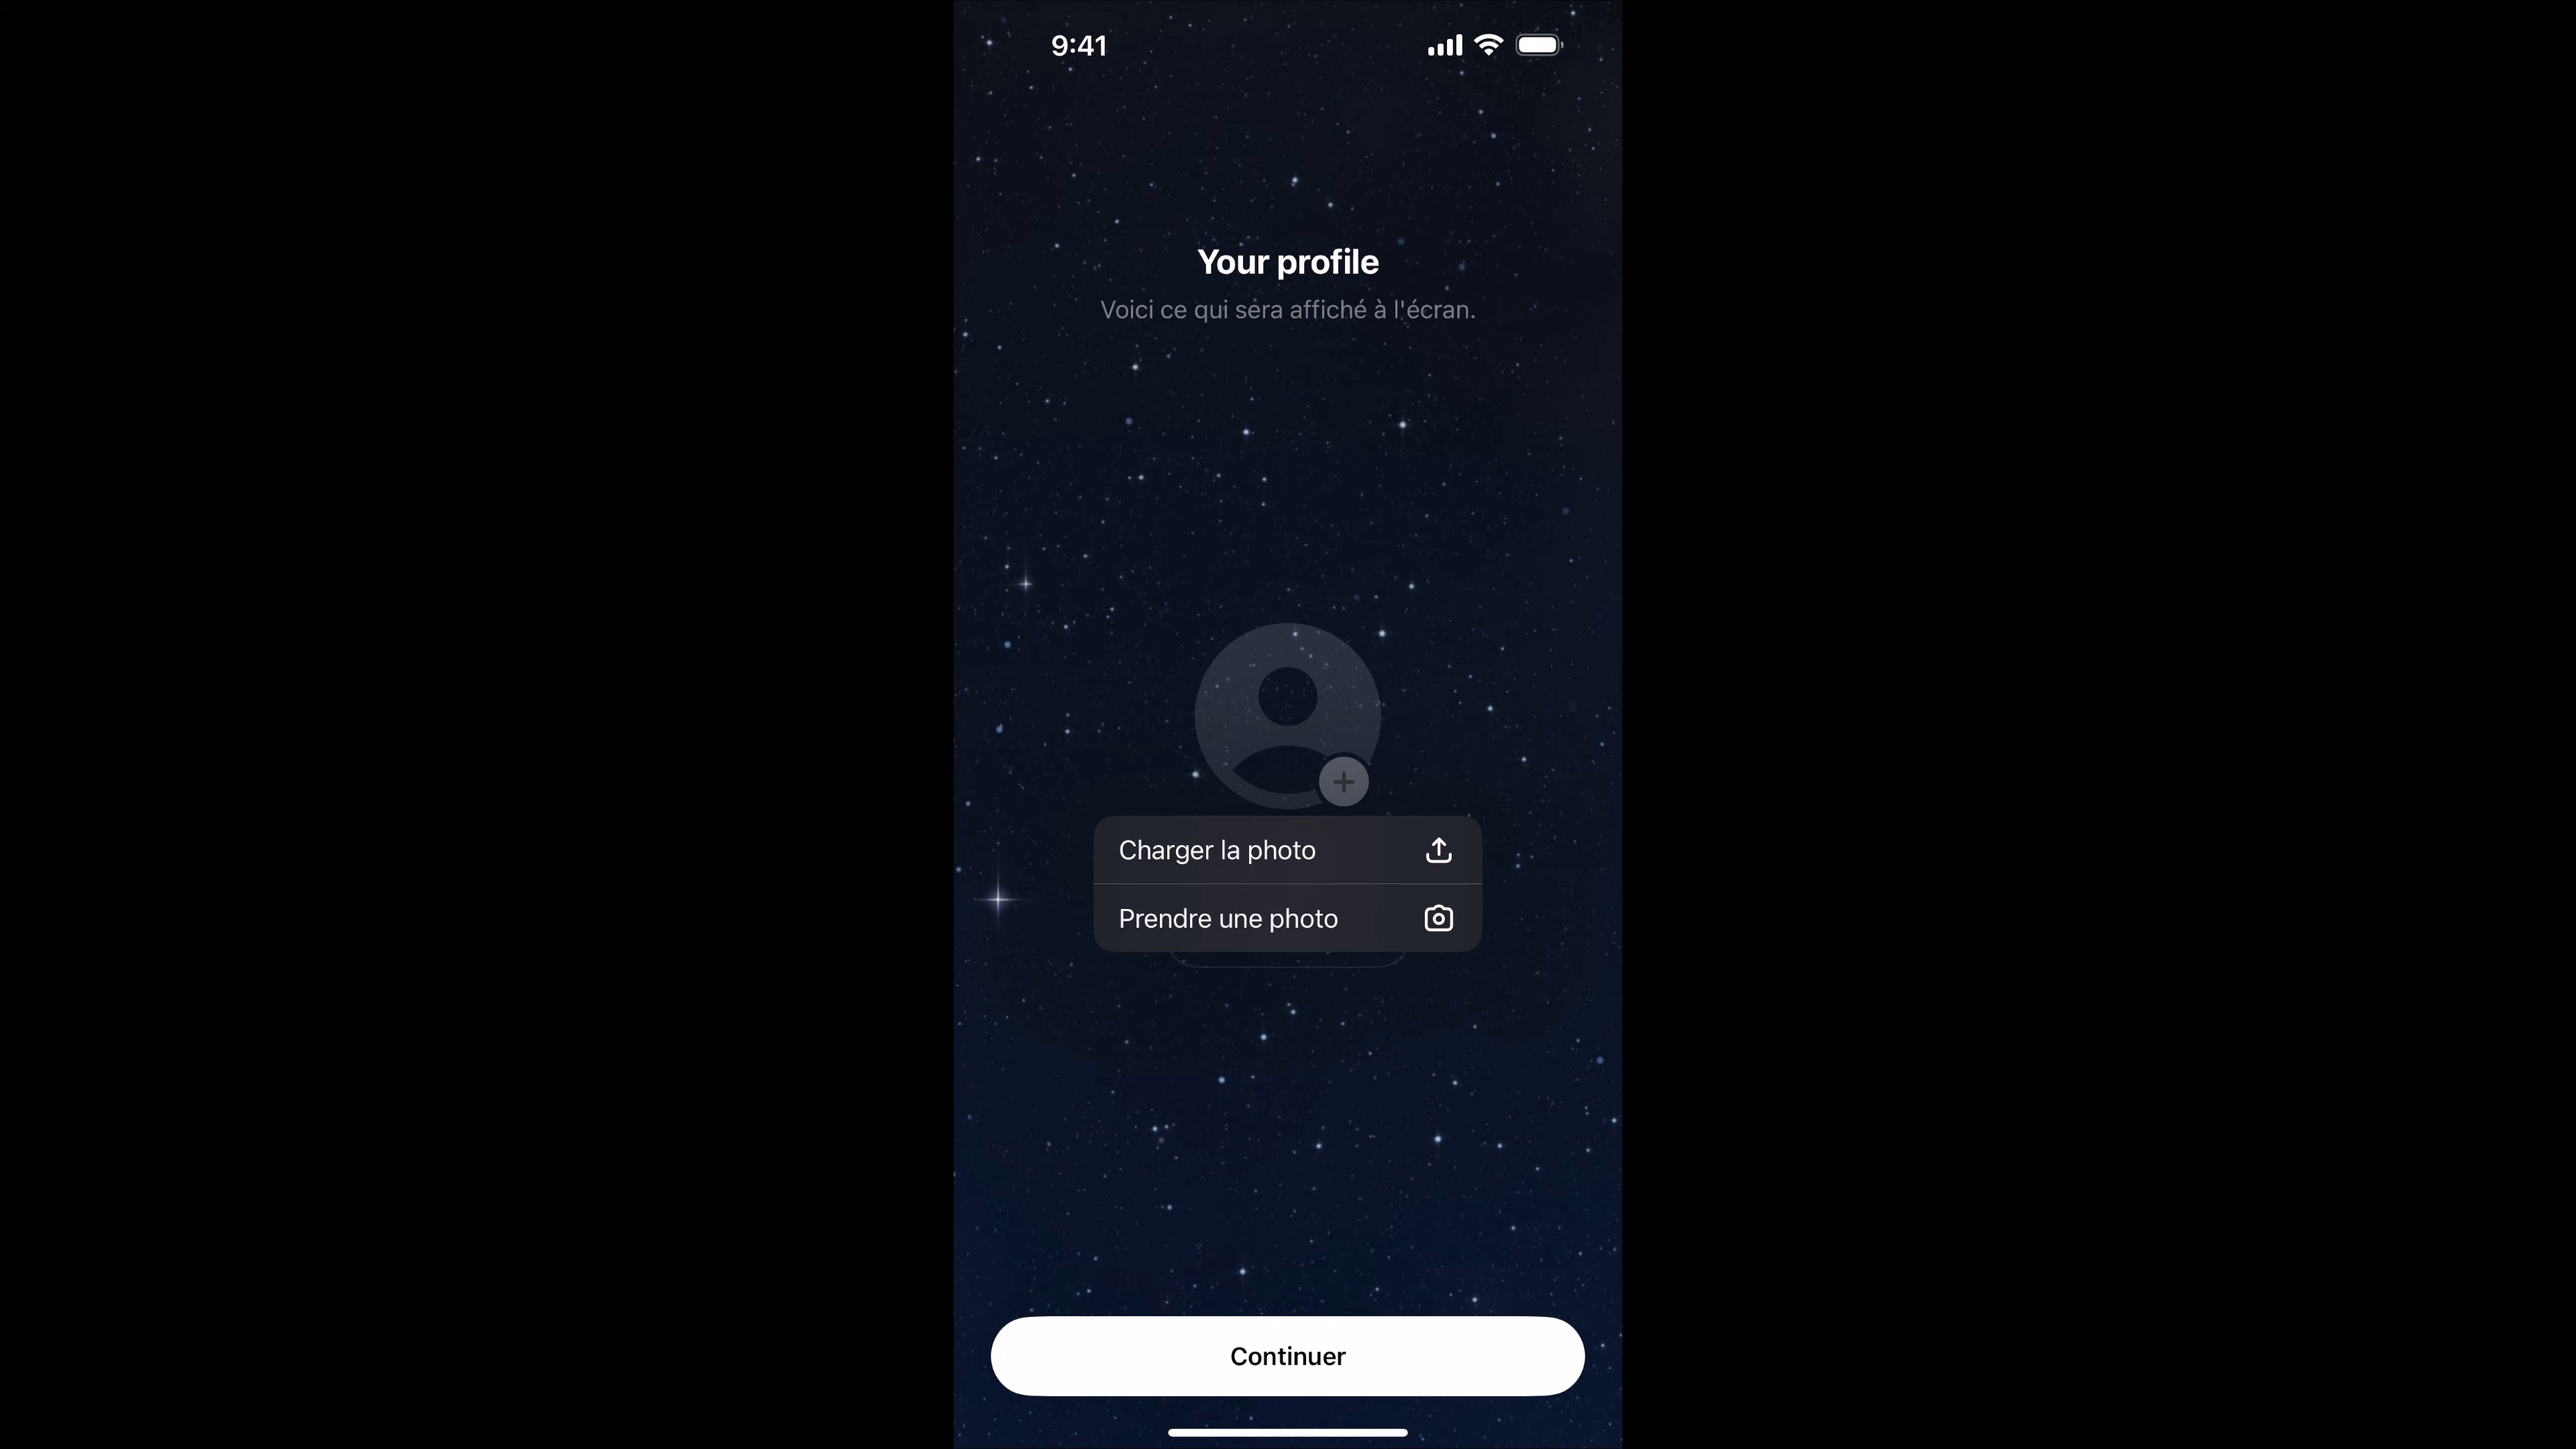 9:41
Your profile
Voici ce qui sera affiché à l'écran.
Charger la photo
Prendre une photo
Continuer